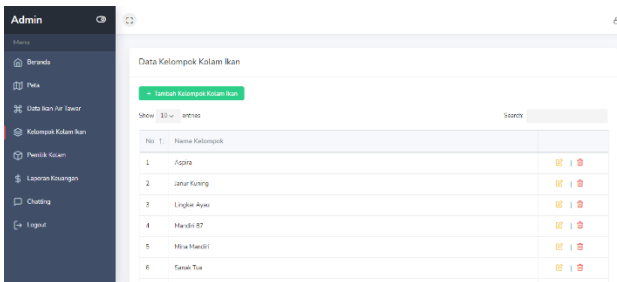 Admin
Menu
Beranda
Peta
Data Ikan Air Tawar
Kelompok Kolam Ikan
Pemilik Kolam
Laporan Keuangan
Chatting
Logout
Data Kelompok Kolam Ikan
+ Tambah Kelompok Kolam Ikan
Show 10 entries
Search:
No Nama Kelompok
1 Aspira
2 Janur Kuning
3 Lingkar Ayau
4 Mandiri 87
5 Mina Mandiri
6 Sanak Tua